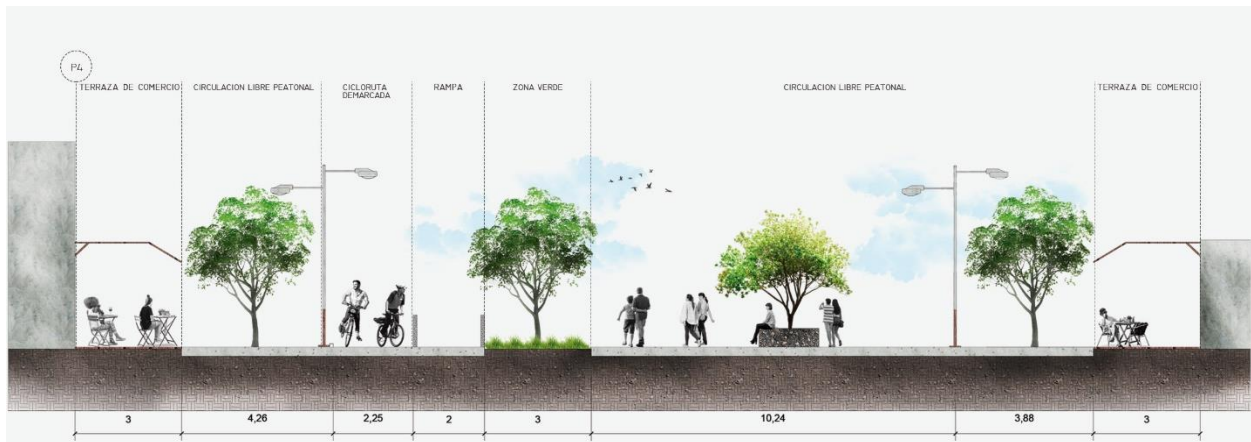 P4
TERRAZA DE COMERCIO
CIRCULACION LIBRE PEATONAL
CICLORUTA
DEMARCADA
RAMPA
ZONA VERDE
CIRCULACION LIBRE PEATONAL
TERRAZA DE COMERCIO
3
4,26
2,25
2
3
10,24
3,88
3